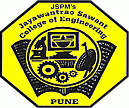 JSPM's
Jayawantrao Sawant
College of Engineering
PUNE